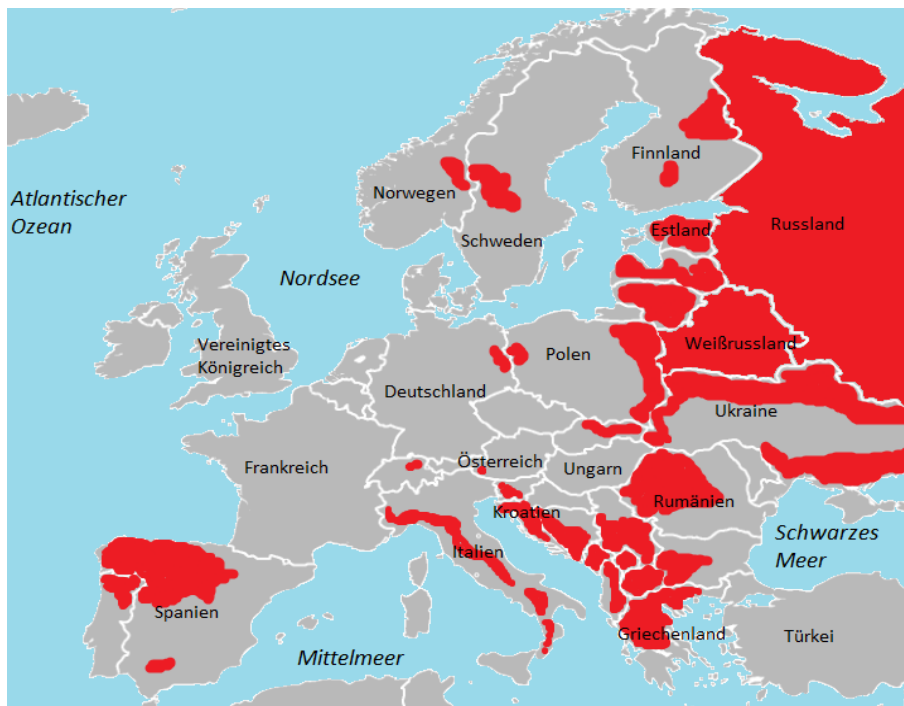 Finnland
Norwegen
Atlantischer
Ozean
Estland
Russland
Schweden
Nordsee
Vereinigtes
Königreich
Polen
Weißrussland
Deutschland
Ukraine
Frankreich
Österreich
Ungarn
Rumänien
Kroatien
Schwarzes
Meer
Italien
Spanien
Griechenland
Türkei
Mittelmeer